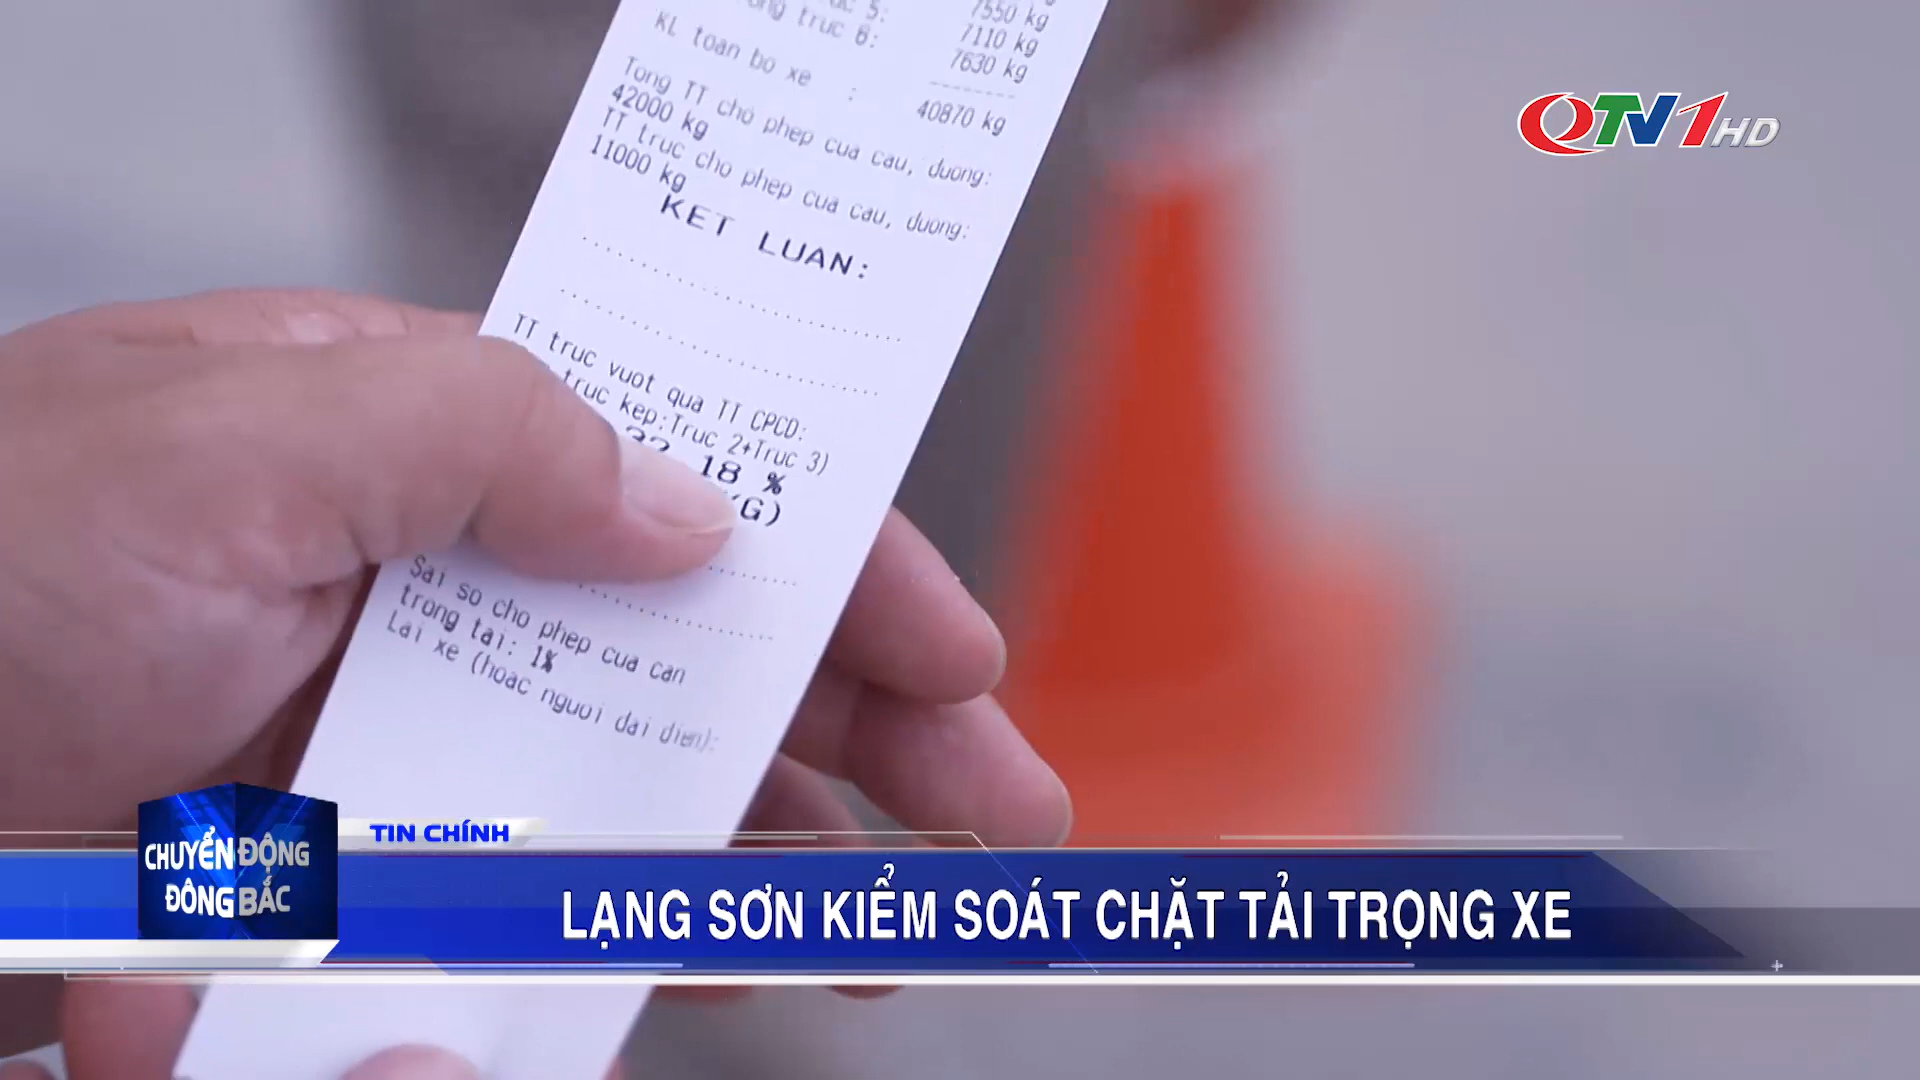 7550 kg
truc 6: 7110 kg
7630 kg
KL toan bo xe : 40870 kg
Tong TT cho phep cua cau, duong:
42000 kg
TT truc cho phep cua cau, duong:
11000 kg
KET LUAN:
TT truc vuot qua TT CPCD:
truc kep:Truc 2+Truc 3)
18 %
Sai so cho phep cua can
trong tai: 1%
Lai xe (hoac nguoi dai dien):
QTV1HD
TIN CHÍNH
CHUYỂN ĐỘNG
ĐÔNG BẮC
LẠNG SƠN KIỂM SOÁT CHẶT TẢI TRỌNG XE